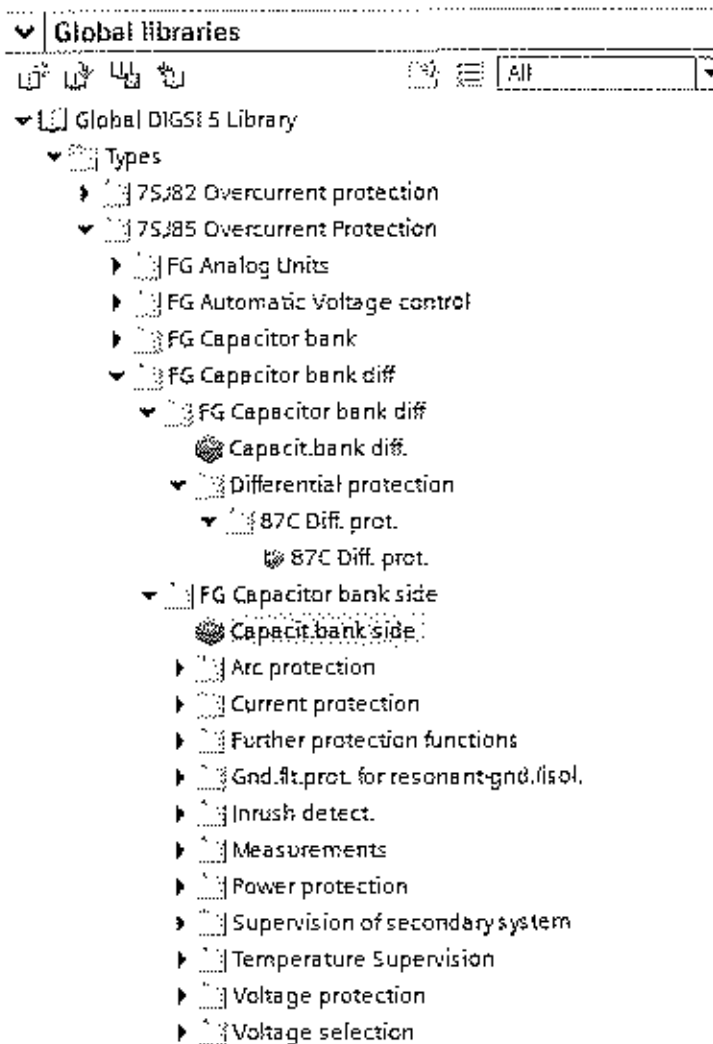 Global libraries
All
Global DIGSI 5 Library
Types
7SJ82 Overcurrent protection
7SJ85 Overcurrent Protection
FG Analog Units
FG Automatic Voltage control
FG Capacitor bank
FG Capacitor bank diff
FG Capacitor bank diff
Capacit.bank diff.
Differential protection
87C Diff. prot.
87C Diff. prot.
FG Capacitor bank side
Capacit.bank side
Arc protection
Current protection
Further protection functions
Gnd.flt.prot. for resonant-gnd./isol.
Inrush detect.
Measurements
Power protection
Supervision of secondary system
Temperature Supervision
Voltage protection
Voltage selection